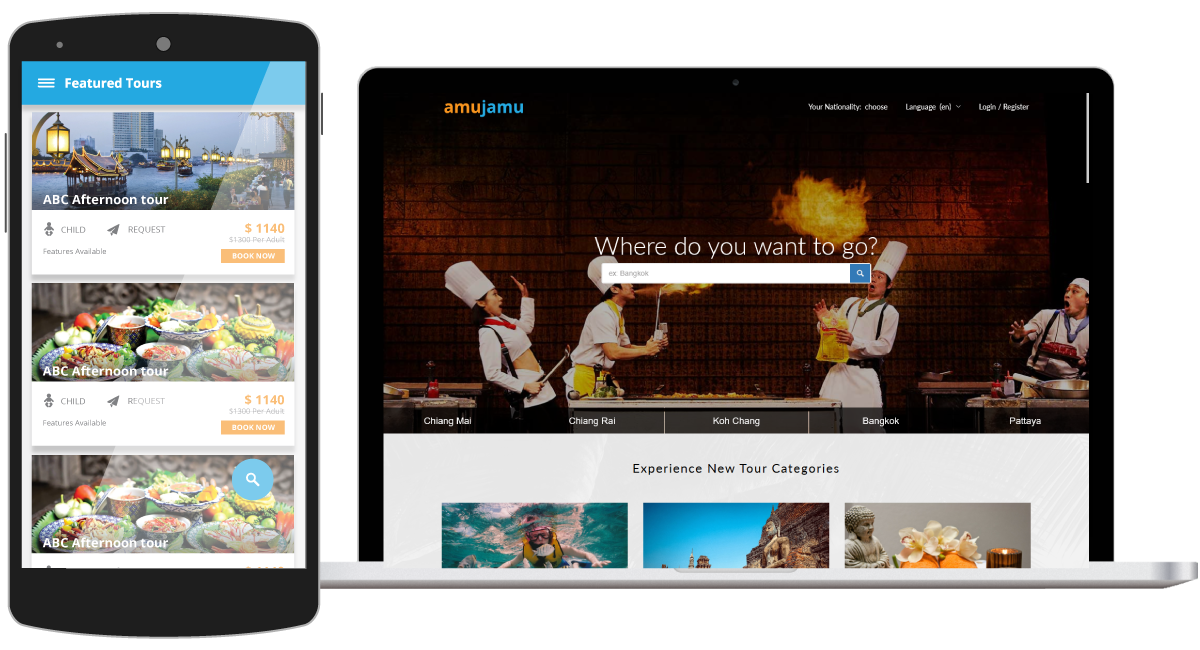 Featured Tours
ABC Afternoon tour
CHILD REQUEST $ 1140
$1300 Per Adult
Features Available
BOOK NOW
ABC Afternoon tour
CHILD REQUEST $ 1140
$1300 Per Adult
Features Available
BOOK NOW
ABC Afternoon tour
amujamu
Your Nationality: choose Language (en) Login / Register
Where do you want to go?
ex: Bangkok
Chiang Mai Chiang Rai Koh Chang Bangkok Pattaya
Experience New Tour Categories